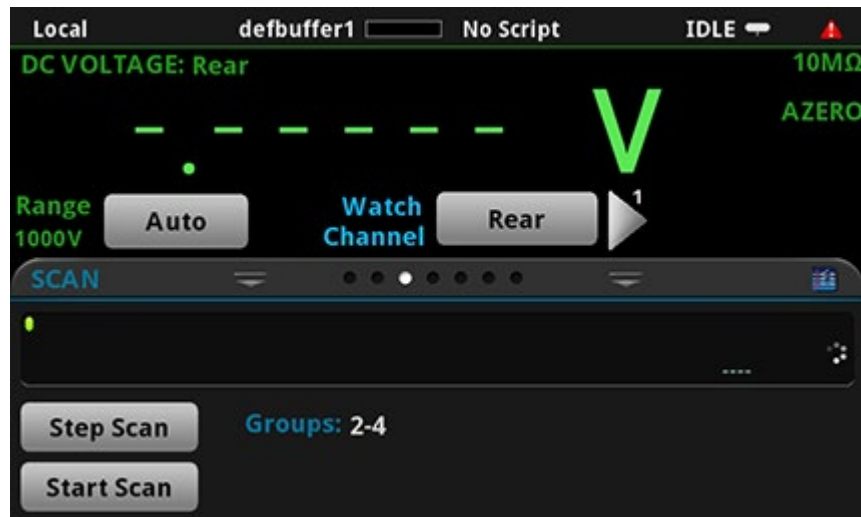 Local defbuffer1 No Script IDLE
DC VOLTAGE: Rear 10MΩ
AZERO
-.----- V
Range Auto Watch Channel Rear 1
1000V
SCAN
----
Step Scan Groups: 2-4
Start Scan